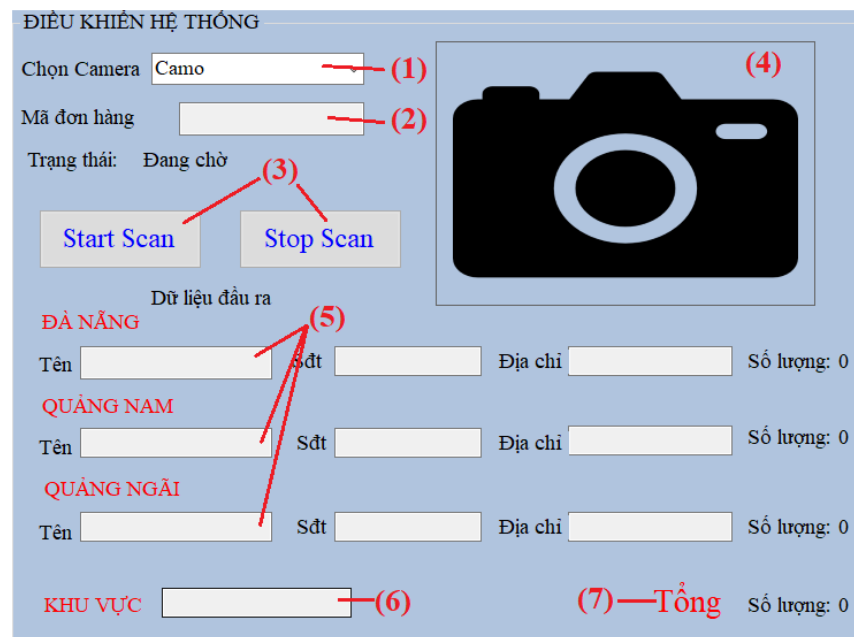 ĐIỀU KHIỂN HỆ THỐNG
Chọn Camera Camo (1) (4)
Mã đơn hàng (2)
Trạng thái: Đang chờ
(3)
Start Scan Stop Scan
Dữ liệu đầu ra
(5)
ĐÀ NẴNG
Tên Sđt Địa chỉ Số lượng: 0
QUẢNG NAM
Tên Sđt Địa chỉ Số lượng: 0
QUẢNG NGÃI
Tên Sđt Địa chỉ Số lượng: 0
KHU VỰC (6) (7) Tổng Số lượng: 0